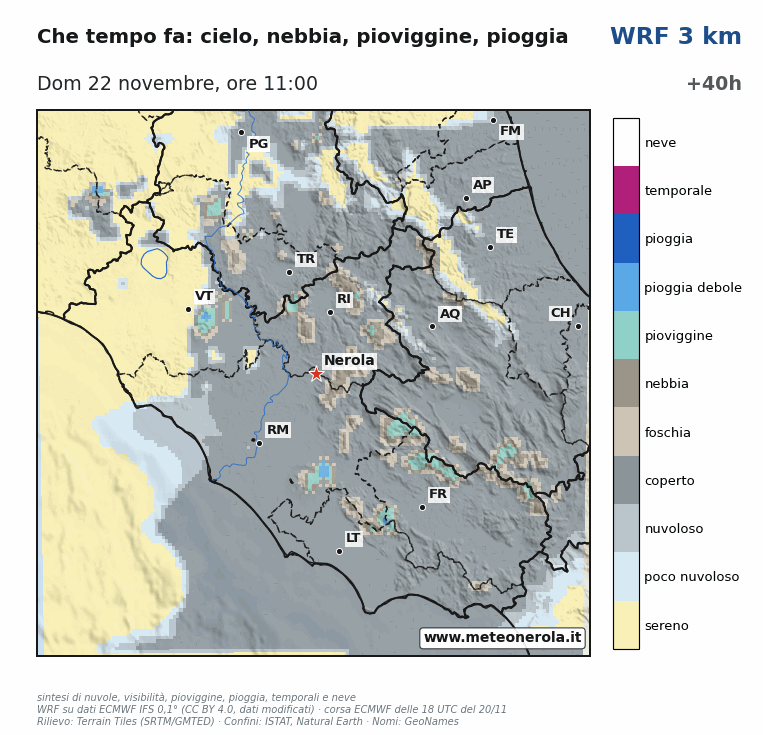 Che tempo fa: cielo, nebbia, pioviggine, pioggia
WRF 3 km
Dom 22 novembre, ore 11:00
+40h
PG
FM
AP
TE
TR
VT
RI
AQ
CH
Nerola
RM
FR
LT
www.meteonerola.it
neve
temporale
pioggia
pioggia debole
pioviggine
nebbia
foschia
coperto
nuvoloso
poco nuvoloso
sereno
sintesi di nuvole, visibilità, pioviggine, pioggia, temporali e neve
WRF su dati ECMWF IFS 0,1° (CC BY 4.0, dati modificati) · corsa ECMWF delle 18 UTC del 20/11
Rilievo: Terrain Tiles (SRTM/GMTED) · Confini: ISTAT, Natural Earth · Nomi: GeoNames